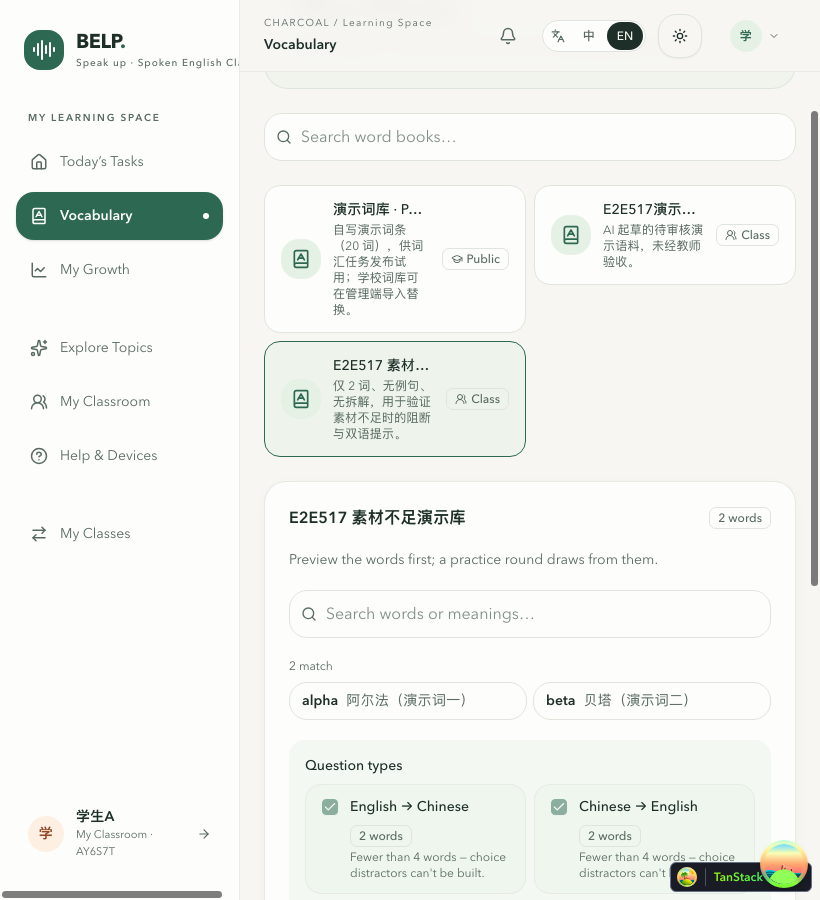 BELP.
Speak up · Spoken English Cl
MY LEARNING SPACE
Today's Tasks
Vocabulary
My Growth
Explore Topics
My Classroom
Help & Devices
My Classes
学
学生A
My Classroom ·
AY6S7T
CHARCOAL / Learning Space
Vocabulary
中
EN
学
Search word books…
演示词库 · P…
自写演示词条
（20 词），供词
汇任务发布试
用；学校词库可
在管理端导入替
换。
Public
E2E517演示…
AI 起草的待审核演
示语料，未经教师
验收。
Class
E2E517 素材…
仅 2 词、无例句、
无拆解，用于验证
素材不足时的阻断
与双语提示。
Class
E2E517 素材不足演示库
2 words
Preview the words first; a practice round draws from them.
Search words or meanings…
2 match
alpha 阿尔法（演示词一）
beta 贝塔（演示词二）
Question types
English → Chinese
2 words
Fewer than 4 words — choice
distractors can't be built.
Chinese → English
2 words
Fewer than 4 words — choice
distractors can't
TanStack